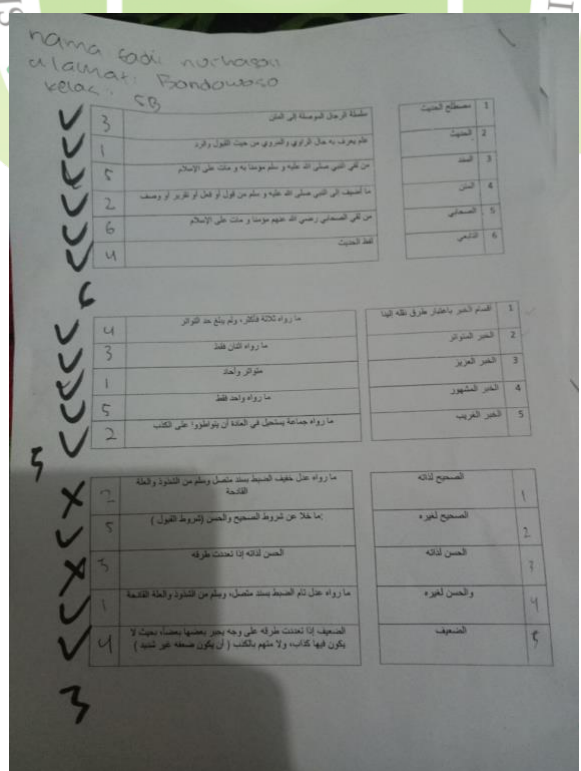 nama
alamat: Bondowoso
kelas: 5B
3 سلسلة الرجال الموصلة إلى المتن
1 علم يعرف به حال الراوي والمروي من حيث القبول والرد
5 من لقي النبي صلى الله عليه و سلم مؤمنا به و مات على الإسلام
2 ما أضيف إلى النبي صلى الله عليه و سلم من قول أو فعل أو تقرير أو وصف
6 من لقي الصحابي رضي الله عنهم مؤمنا و مات على الإسلام
4 لفظ الحديث
6
1 مصطلح الحديث
2 الحديث
3 السند
4 المتن
5 الصحابي
6 التابعي
4 ما رواه ثلاثة فأكثر، ولم يبلغ حد التواتر
3 ما رواه اثنان فقط
1 متواتر وآحاد
5 ما رواه واحد فقط
2 ما رواه جماعة يستحيل في العادة أن يتواطؤوا على الكذب
5
1 أقسام الخبر باعتبار طرق نقله إلينا
2 الخبر المتواتر
3 الخبر العزيز
4 الخبر المشهور
5 الخبر الغريب
2 ما رواه عدل خفيف الضبط بسند متصل وسلم من الشذوذ والعلة
القادحة
5 :ما خلا عن شروط الصحيح والحسن (شروط القبول )
3 الحسن لذاته إذا تعددت طرقه
1 ما رواه عدل تام الضبط بسند متصل، وسلم من الشذوذ والعلة القادحة
4 الضعيف إذا تعددت طرقه على وجه يجبر بعضها بعضا، بحيث لا
يكون فيها كذاب، ولا متهم بالكذب ( أن يكون ضعفه غير شديد )
3
الصحيح لذاته 1
الصحيح لغيره 2
الحسن لذاته 3
والحسن لغيره 4
الضعيف 5